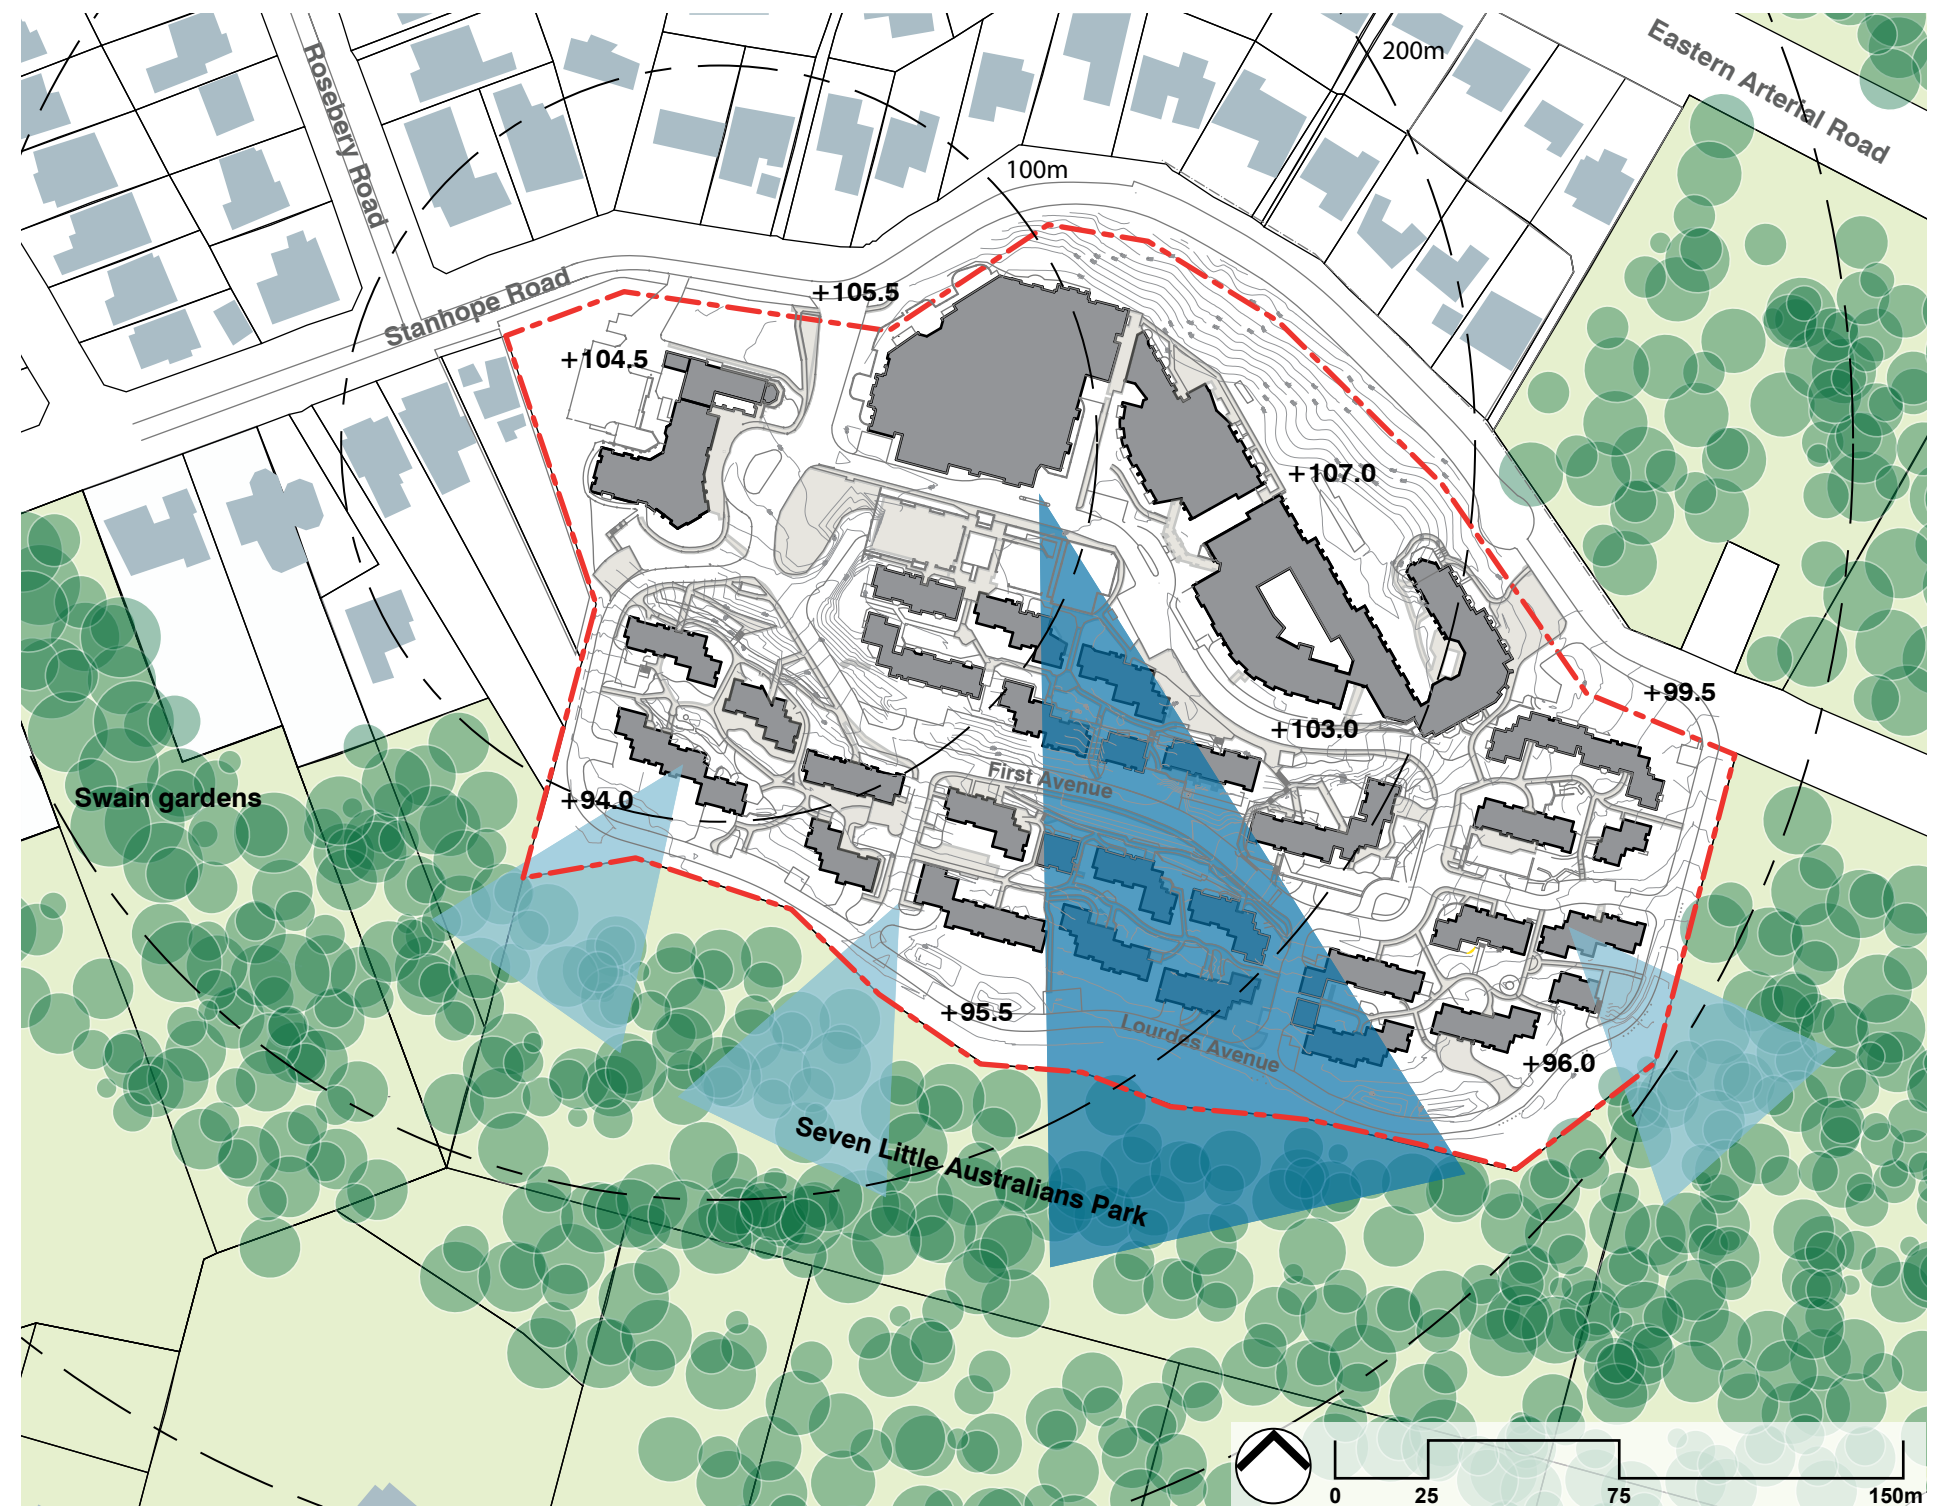 200m
Eastern Arterial Road
Rosebery Road
100m
Stanhope Road
+105.5
+104.5
+107.0
+99.5
+103.0
First Avenue
Swain gardens
+94.0
+95.5
Lourdes Avenue
+96.0
Seven Little Australians Park
0 25 75 150m